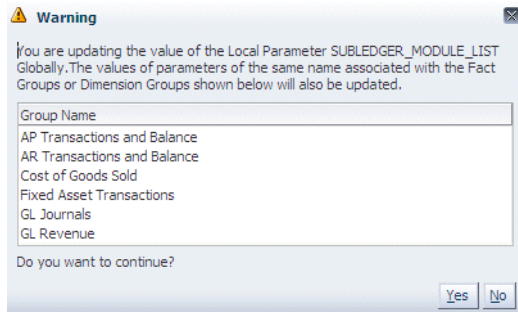 Warning
You are updating the value of the Local Parameter SUBLEDGER_MODULE_LIST
Globally.The values of parameters of the same name associated with the Fact
Groups or Dimension Groups shown below will also be updated.
Group Name
AP Transactions and Balance
AR Transactions and Balance
Cost of Goods Sold
Fixed Asset Transactions
GL Journals
GL Revenue
Do you want to continue?
Yes No